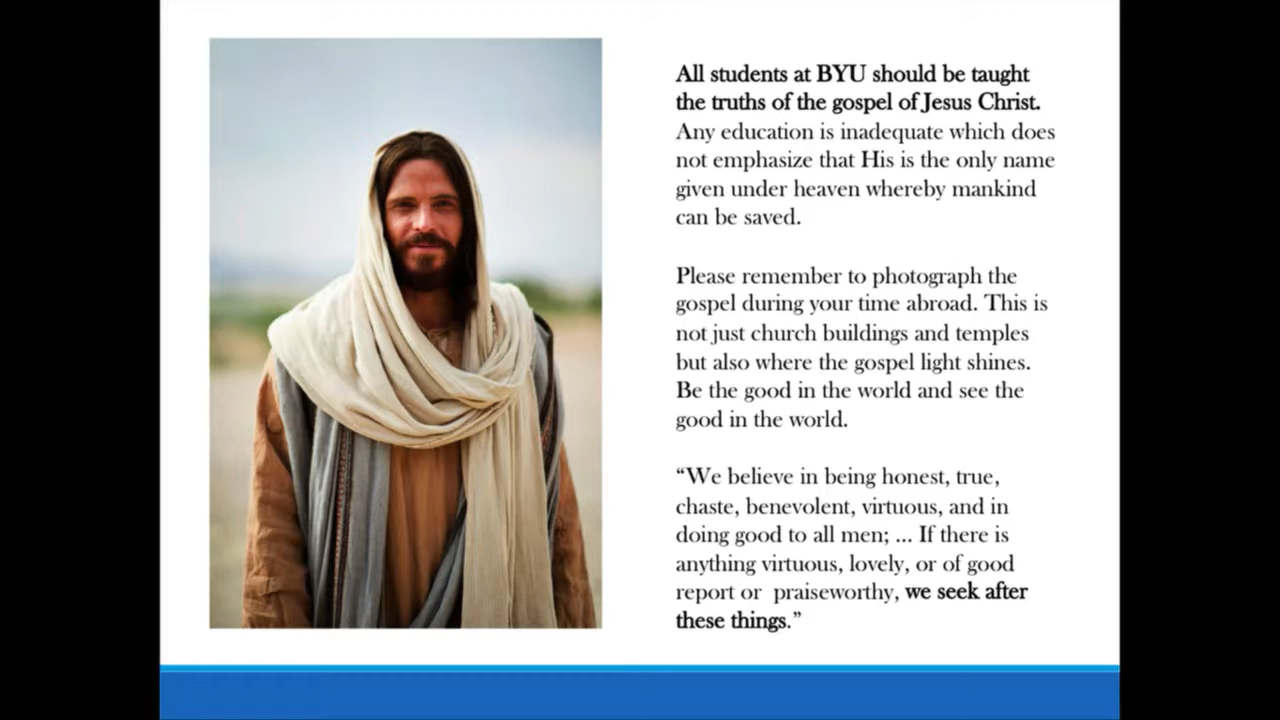 All students at BYU should be taught
the truths of the gospel of Jesus Christ.
Any education is inadequate which does
not emphasize that His is the only name
given under heaven whereby mankind
can be saved.
Please remember to photograph the
gospel during your time abroad. This is
not just church buildings and temples
but also where the gospel light shines.
Be the good in the world and see the
good in the world.
“We believe in being honest, true,
chaste, benevolent, virtuous, and in
doing good to all men; ... If there is
anything virtuous, lovely, or of good
report or praiseworthy, we seek after
these things.”